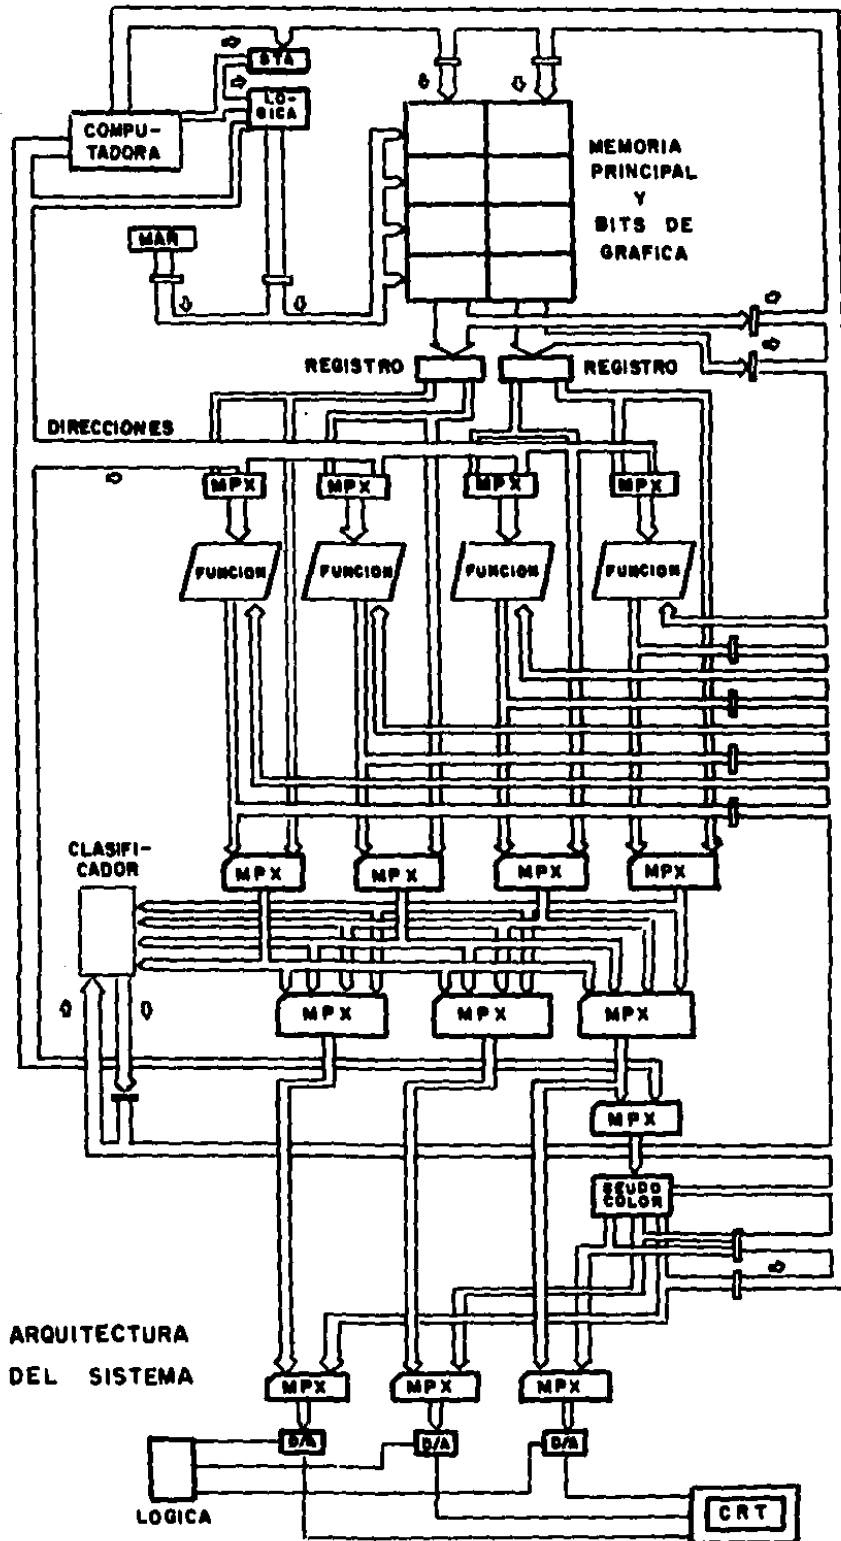 STA
LO-
GICA
COMPU-
TADORA
MEMORIA
PRINCIPAL
Y
BITS DE
GRAFICA
MAR
REGISTRO
REGISTRO
DIRECCIONES
MPX
MPX
MPX
MPX
FUNCION
FUNCION
FUNCION
FUNCION
CLASIFI-
CADOR
MPX
MPX
MPX
MPX
MPX
MPX
MPX
MPX
SEUDO
COLOR
ARQUITECTURA
DEL SISTEMA
MPX
MPX
MPX
D/A
D/A
D/A
LOGICA
CRT